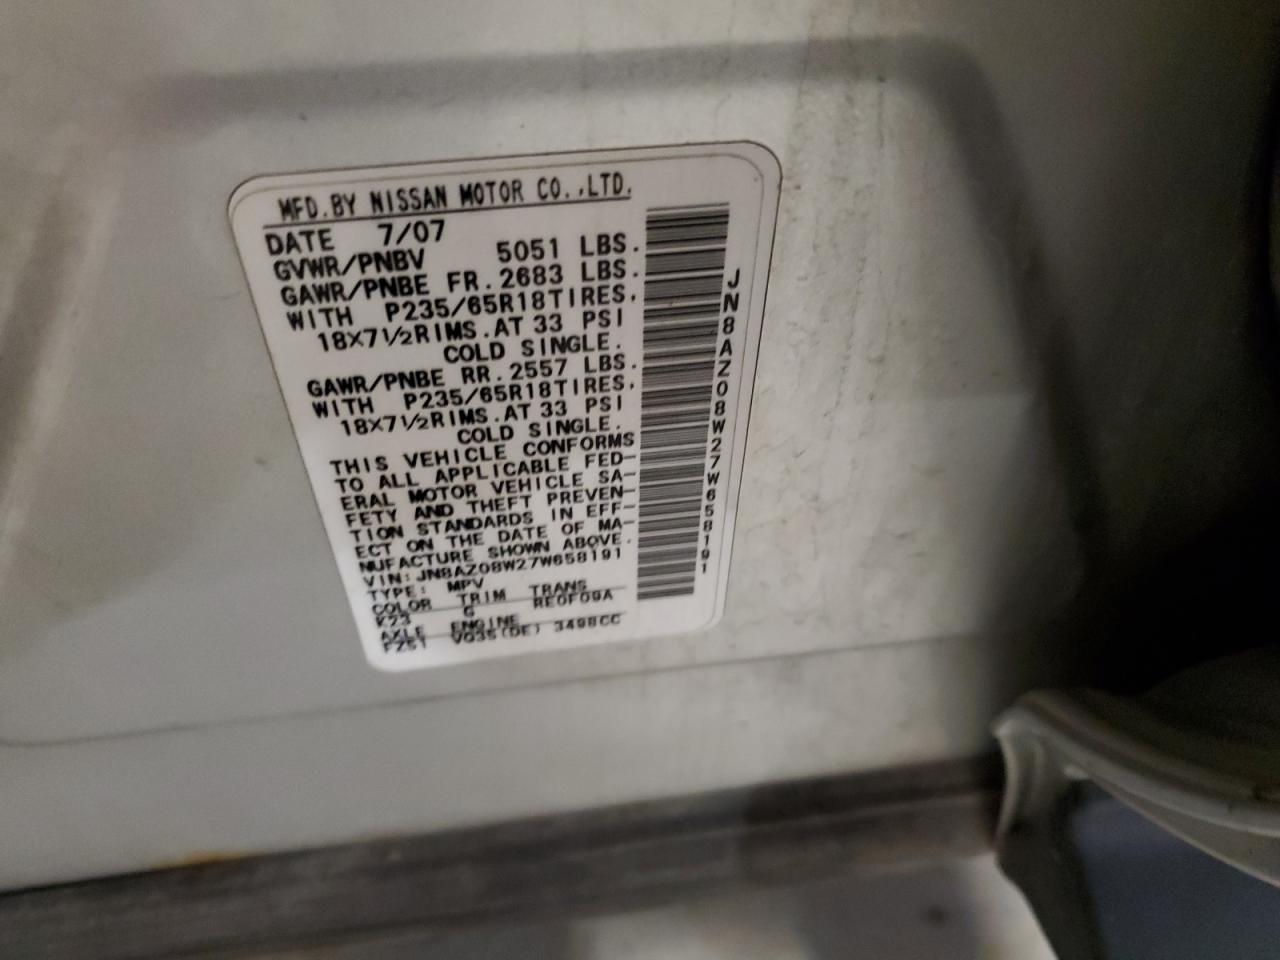 MFD.BY NISSAN MOTOR CO.,LTD.
DATE 7/07
GVWR/PNBV 5051 LBS.
GAWR/PNBE FR.2683 LBS.
WITH P235/65R18TIRES,
18X7½RIMS.AT 33 PSI
COLD SINGLE.
GAWR/PNBE RR.2557 LBS.
WITH P235/65R18TIRES,
18X7½RIMS.AT 33 PSI
COLD SINGLE.
THIS VEHICLE CONFORMS
TO ALL APPLICABLE FED-
ERAL MOTOR VEHICLE SA-
FETY AND THEFT PREVEN-
TION STANDARDS IN EFF-
ECT ON THE DATE OF MA-
NUFACTURE SHOWN ABOVE.
VIN:JN8AZ08W27W658191
TYPE: MPV
COLOR TRIM TRANS
K23 G RE0F09A
AXLE ENGINE
FZ51 VQ35(DE) 3498CC
JN8AZ08W27W658191